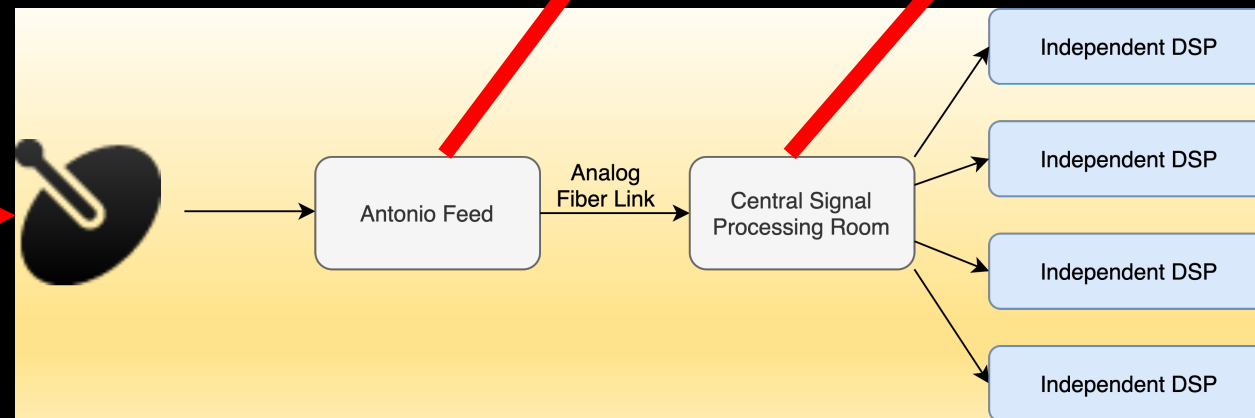 Independent DSP
Independent DSP
Analog
Fiber Link
Antonio Feed
Central Signal
Processing Room
Independent DSP
Independent DSP